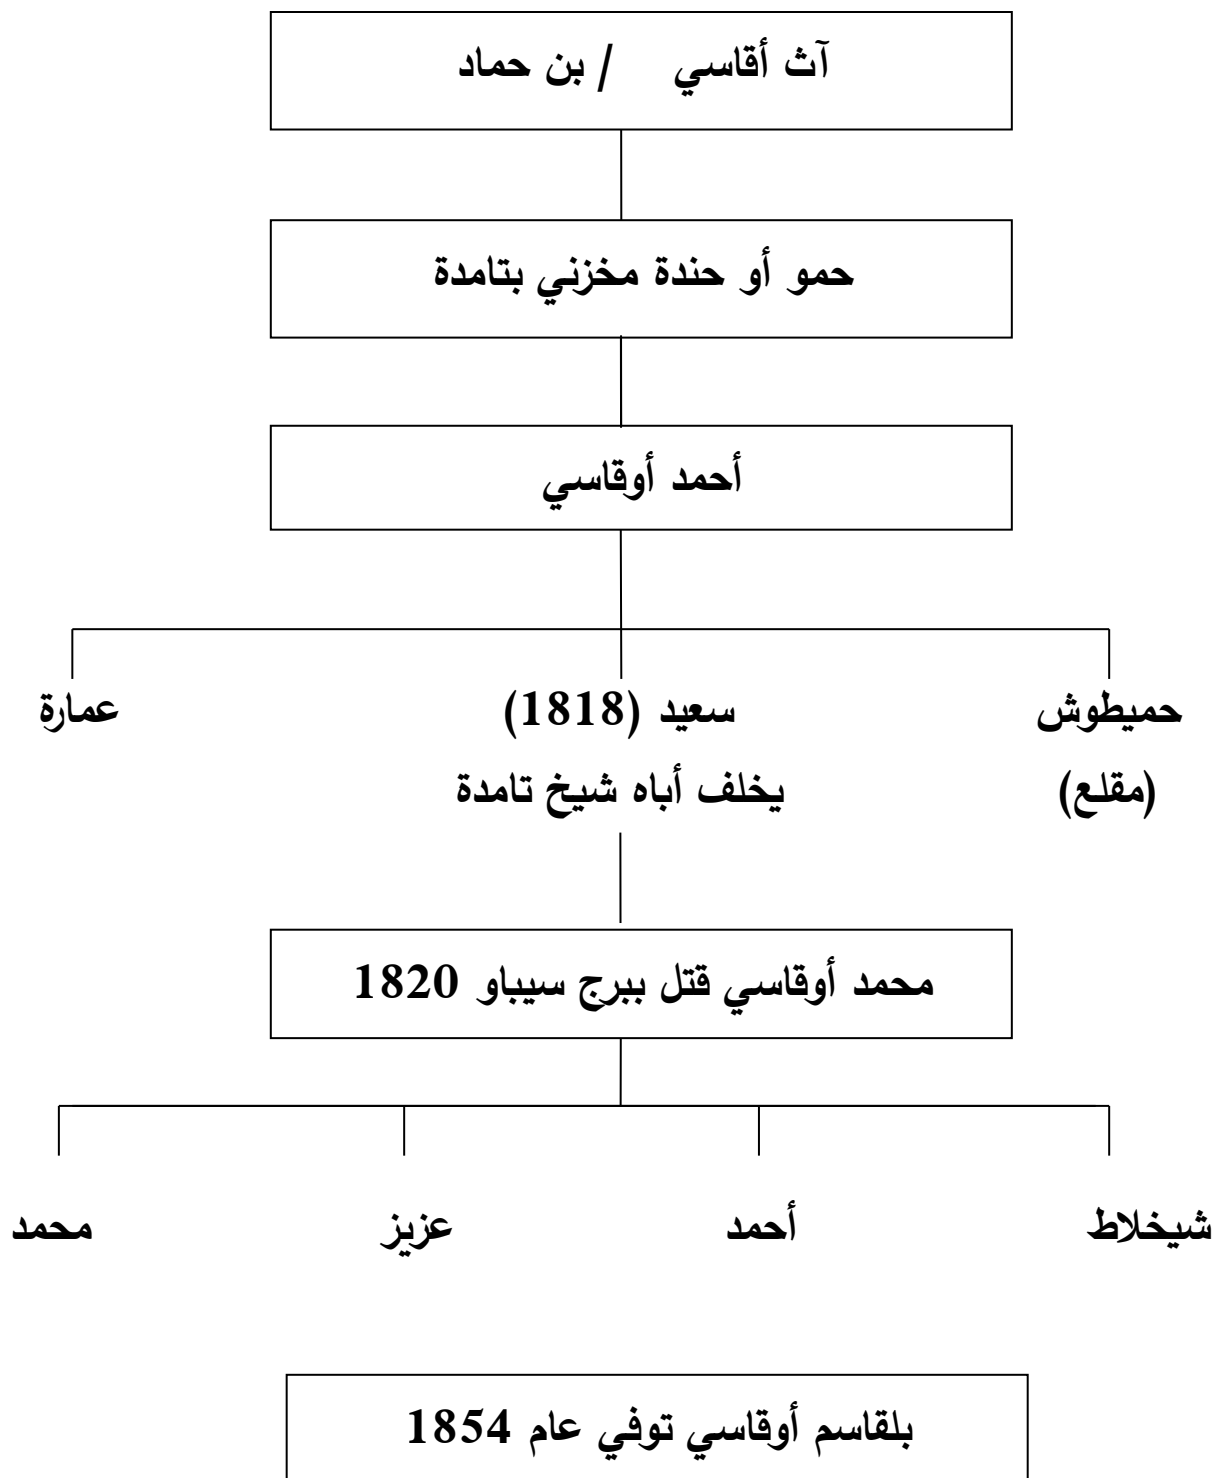 آث أقاسي / بن حماد
حمو أو حندة مخزني بتامدة
أحمد أوقاسي
حميطوش سعيد (1818) عمارة
(مقلع) يخلف أباه شيخ تامدة
محمد أوقاسي قتل ببرج سيباو 1820
شيخلاط أحمد عزيز محمد
بلقاسم أوقاسي توفي عام 1854